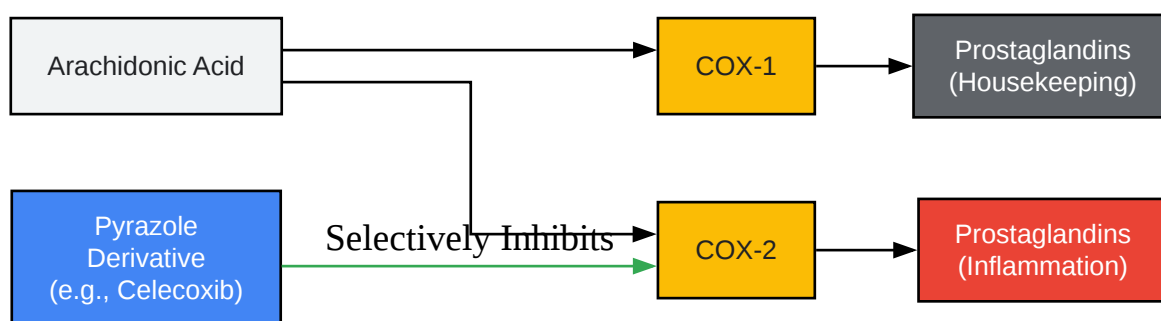 Arachidonic Acid
COX-1
Prostaglandins
(Housekeeping)
Pyrazole
Derivative
(e.g., Celecoxib)
Selectively Inhibits
COX-2
Prostaglandins
(Inflammation)